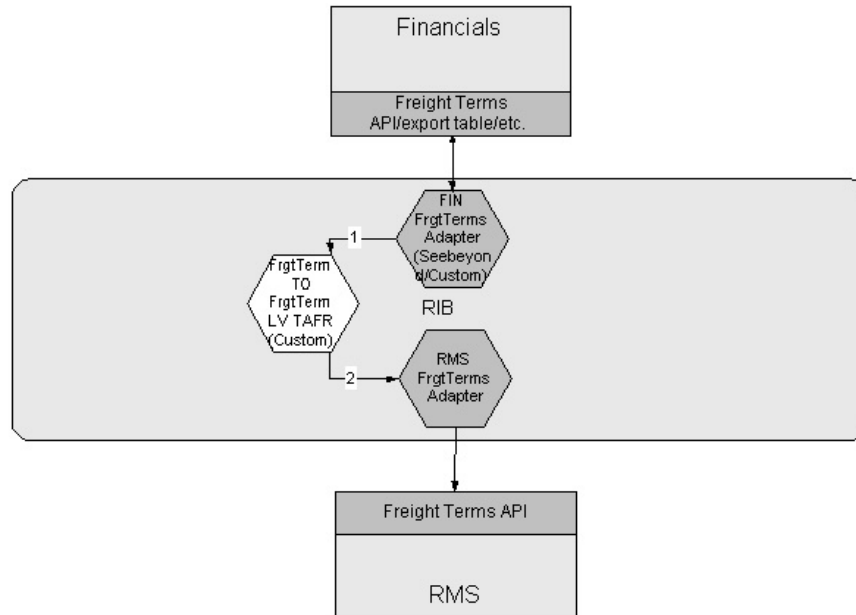 Financials
Freight Terms
API/export table/etc.
FIN
FrgtTerms
Adapter
(Seebeyon
d/Custom)
1
FrgtTerm
TO
FrgtTerm
LV TAFR
(Custom)
RIB
RMS
FrgtTerms
Adapter
2
Freight Terms API
RMS